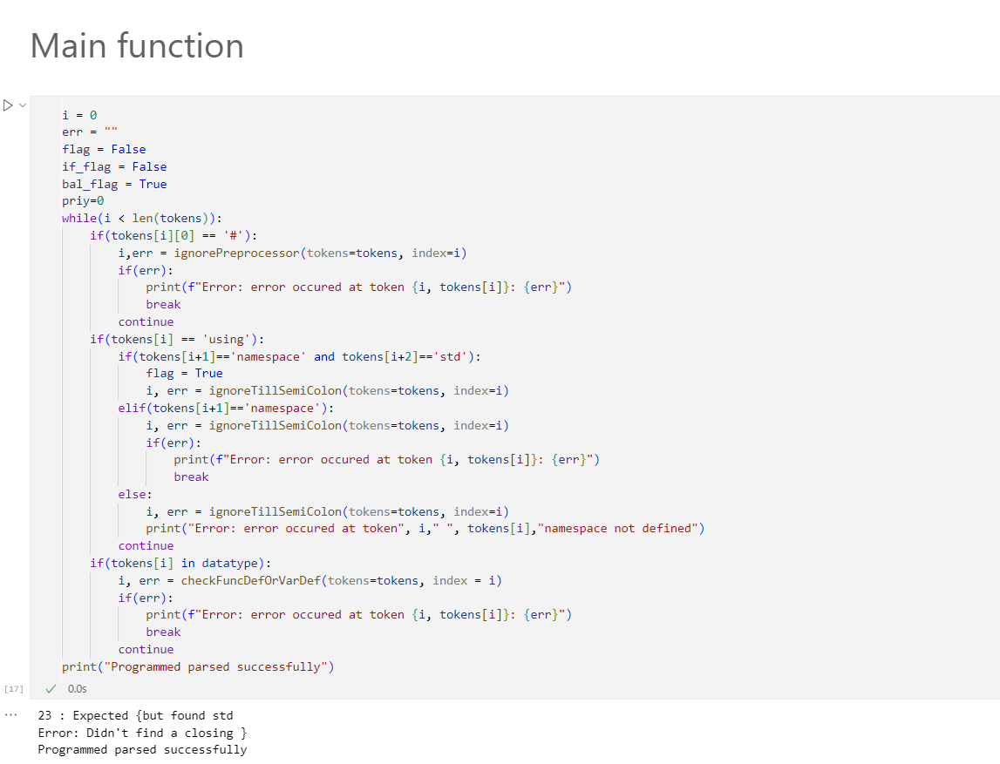 Main function
i = 0
err = ""
flag = False
if_flag = False
bal_flag = True
priy=0
while(i < len(tokens)):
    if(tokens[i][0] == '#'):
        i,err = ignorePreprocessor(tokens=tokens, index=i)
        if(err):
            print(f"Error: error occured at token {i, tokens[i]}: {err}")
            break
        continue
    if(tokens[i] == 'using'):
        if(tokens[i+1]=='namespace' and tokens[i+2]=='std'):
            flag = True
            i, err = ignoreTillSemiColon(tokens=tokens, index=i)
        elif(tokens[i+1]=='namespace'):
            i, err = ignoreTillSemiColon(tokens=tokens, index=i)
            if(err):
                print(f"Error: error occured at token {i, tokens[i]}: {err}")
                break
        else:
            i, err = ignoreTillSemiColon(tokens=tokens, index=i)
            print("Error: error occured at token", i," ", tokens[i],"namespace not defined")
        continue
    if(tokens[i] in datatype):
        i, err = checkFuncDefOrVarDef(tokens=tokens, index = i)
        if(err):
            print(f"Error: error occured at token {i, tokens[i]}: {err}")
            break
        continue
print("Programmed parsed successfully")
[17] 0.0s
... 23 : Expected {but found std
Error: Didn't find a closing }
Programmed parsed successfully